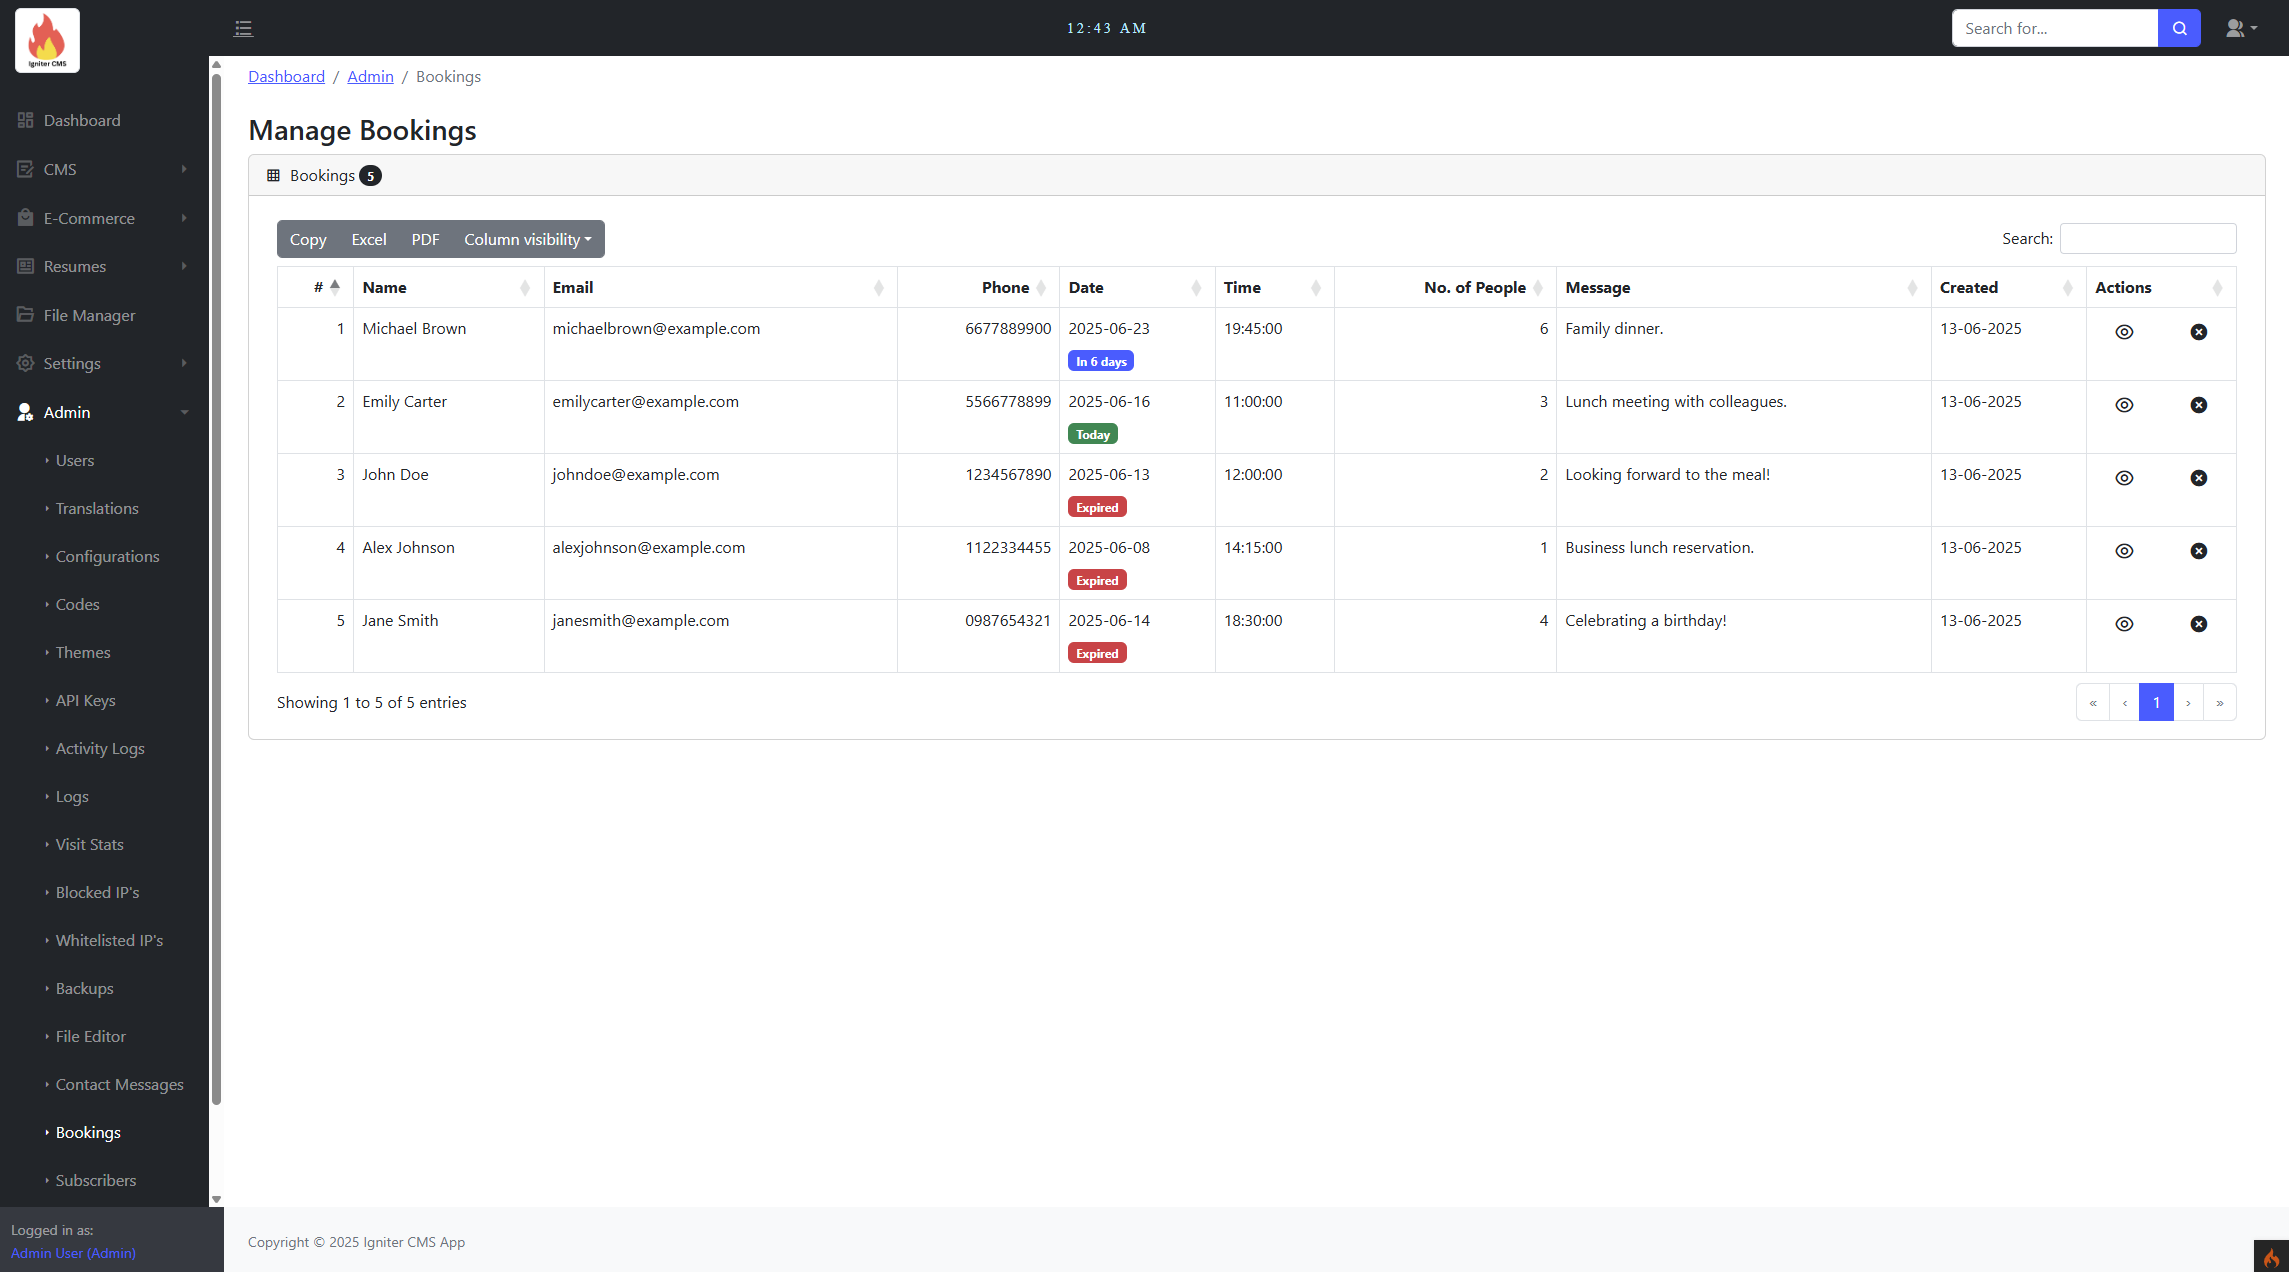 Igniter CMS
12:43 AM
Search for...
Dashboard
CMS
E-Commerce
Resumes
File Manager
Settings
Admin
Users
Translations
Configurations
Codes
Themes
API Keys
Activity Logs
Logs
Visit Stats
Blocked IP's
Whitelisted IP's
Backups
File Editor
Contact Messages
Bookings
Subscribers
Logged in as:
Admin User (Admin)
Dashboard / Admin / Bookings
Manage Bookings
Bookings 5
Copy Excel PDF Column visibility
Search:
# Name Email Phone Date Time No. of People Message Created Actions
1 Michael Brown michaelbrown@example.com 6677889900 2025-06-23 19:45:00 6 Family dinner. 13-06-2025
In 6 days
2 Emily Carter emilycarter@example.com 5566778899 2025-06-16 11:00:00 3 Lunch meeting with colleagues. 13-06-2025
Today
3 John Doe johndoe@example.com 1234567890 2025-06-13 12:00:00 2 Looking forward to the meal! 13-06-2025
Expired
4 Alex Johnson alexjohnson@example.com 1122334455 2025-06-08 14:15:00 1 Business lunch reservation. 13-06-2025
Expired
5 Jane Smith janesmith@example.com 0987654321 2025-06-14 18:30:00 4 Celebrating a birthday! 13-06-2025
Expired
Showing 1 to 5 of 5 entries
« ‹ 1 › »
Copyright © 2025 Igniter CMS App